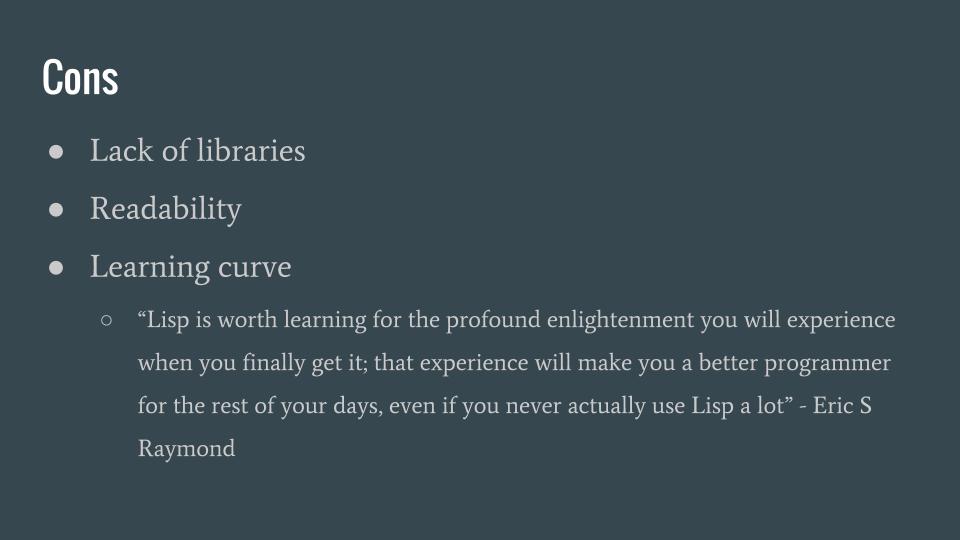 Cons
● Lack of libraries
● Readability
● Learning curve
○ “Lisp is worth learning for the profound enlightenment you will experience
when you finally get it; that experience will make you a better programmer
for the rest of your days, even if you never actually use Lisp a lot” - Eric S
Raymond